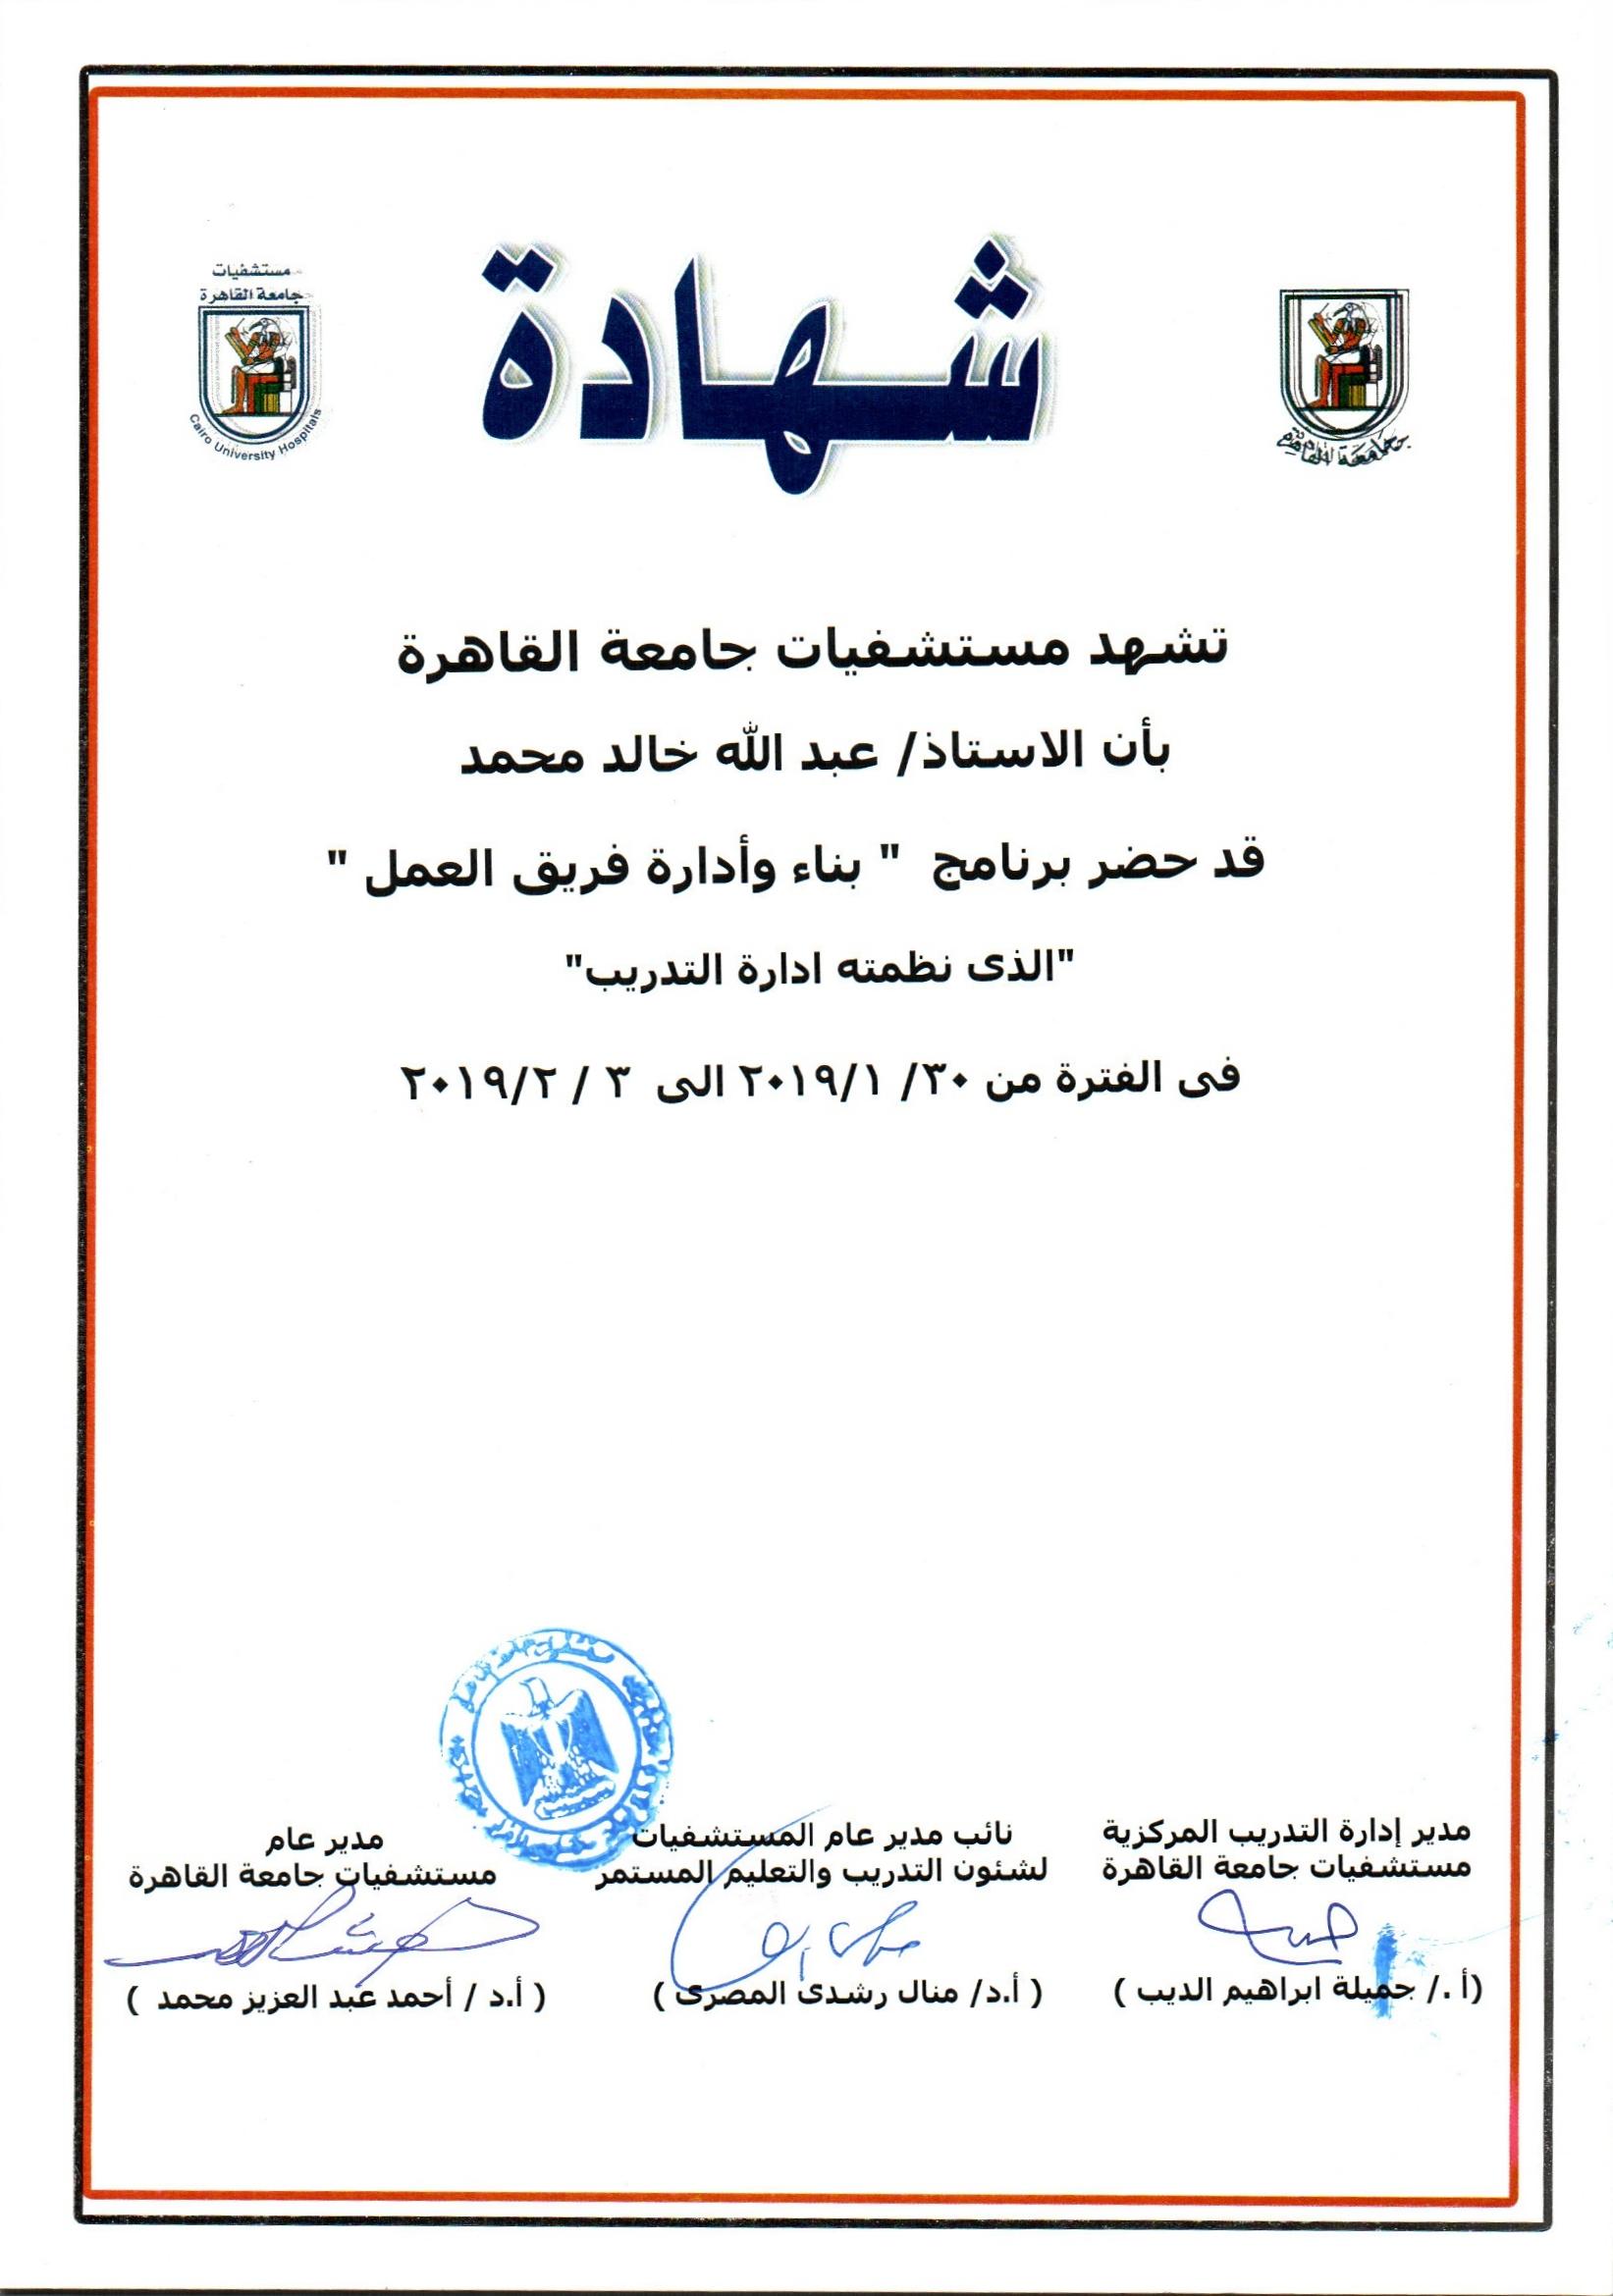 مستشفيات
جامعة القاهرة
Cairo University Hospitals
شهادة
جامعة القاهرة
تشهد مستشفيات جامعة القاهرة
بأن الاستاذ/ عبد الله خالد محمد
قد حضر برنامج " بناء وأدارة فريق العمل "
"الذى نظمته ادارة التدريب"
فى الفترة من ٣٠/ ٢٠١٩/١ الى ٣ / ٢٠١٩/٢
مدير إدارة التدريب المركزية
مستشفيات جامعة القاهرة
(أ ./ جميلة ابراهيم الديب )
نائب مدير عام المستشفيات
لشئون التدريب والتعليم المستمر
( أ.د/ منال رشدى المصرى )
مدير عام
مستشفيات جامعة القاهرة
( أ.د / أحمد عبد العزيز محمد )